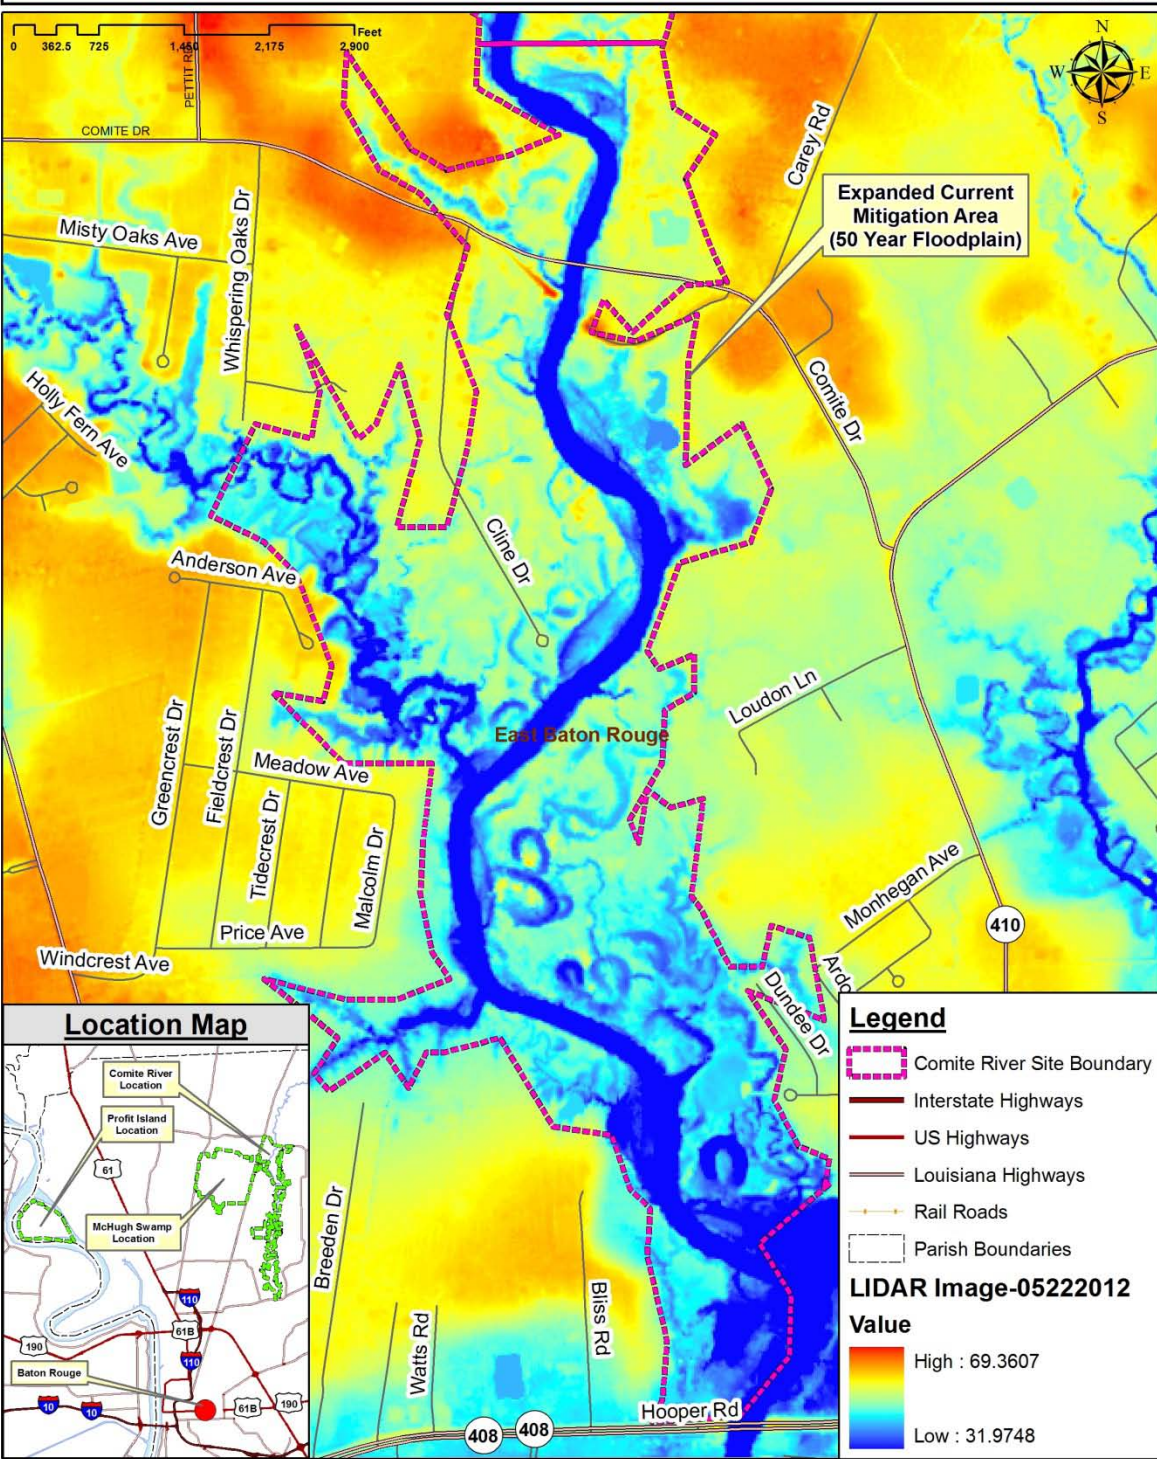 Feet
0 362.5 725 1,450 2,175 2,900
N
W E
S
PETTIT RD
COMITE DR
Carey Rd
Expanded Current
Mitigation Area
(50 Year Floodplain)
Misty Oaks Ave
Whispering Oaks Dr
Holly Fern Ave
Comite Dr
Cline Dr
Anderson Ave
Loudon Ln
East Baton Rouge
Greencrest Dr
Fieldcrest Dr
Meadow Ave
Tidecrest Dr
Malcolm Dr
Monhegan Ave
410
Price Ave
Windcrest Ave
Ardo
Dundee Dr
Breeden Dr
Watts Rd
Bliss Rd
Hooper Rd
408 408
Location Map
Comite River
Location
Profit Island
Location
61
McHugh Swamp
Location
110
61B
190
110
Baton Rouge
10 10 61B 190
Legend
Comite River Site Boundary
Interstate Highways
US Highways
Louisiana Highways
Rail Roads
Parish Boundaries
LIDAR Image-05222012
Value
High : 69.3607
Low : 31.9748